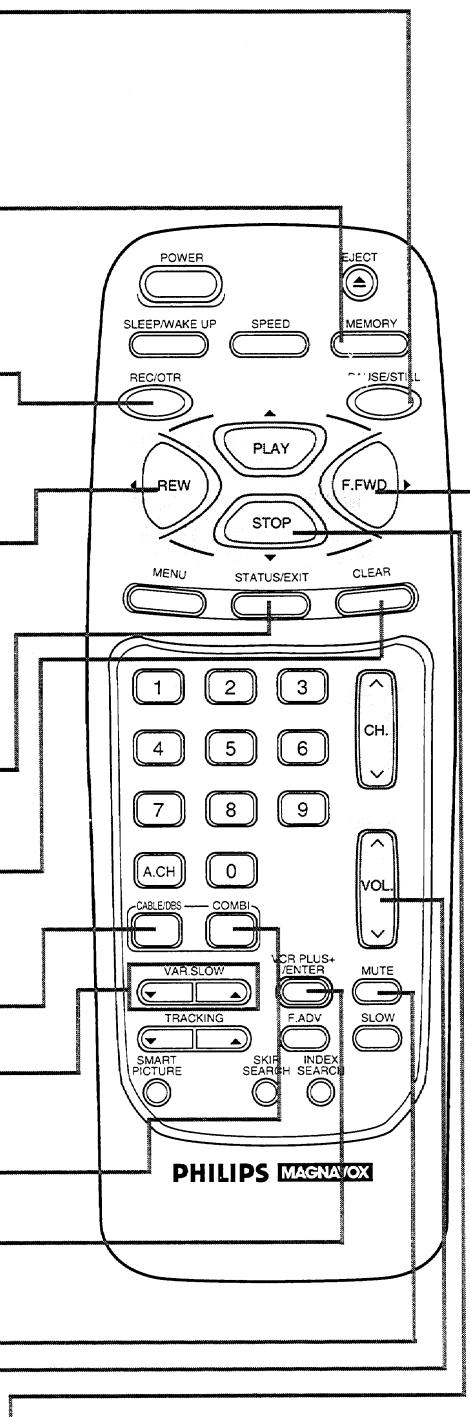 POWER EJECT
SLEEP/WAKE UP SPEED MEMORY
REC/OTR PAUSE/STILL
PLAY
REW F.FWD
STOP
MENU STATUS/EXIT CLEAR
1 2 3
CH.
4 5 6
7 8 9
A.CH 0
VOL.
CABLE/DBS COMBI
VAR.SLOW VCR PLUS+ /ENTER MUTE
TRACKING F.ADV SLOW
SMART PICTURE SKIP SEARCH INDEX SEARCH
PHILIPS MAGNAVOX